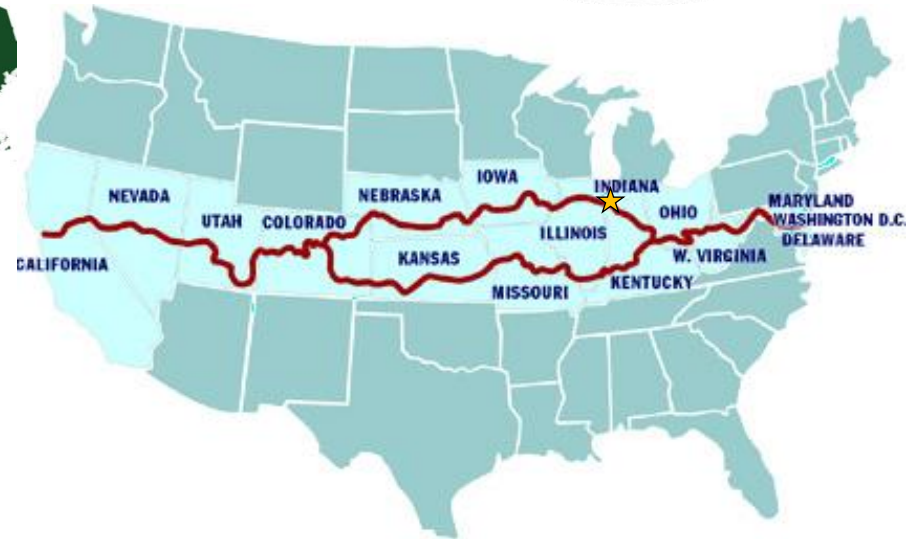 IOWA
INDIANA
NEVADA
NEBRASKA
MARYLAND
OHIO
UTAH
COLORADO
WASHINGTON D.C.
ILLINOIS
DELAWARE
KANSAS
W. VIRGINIA
CALIFORNIA
KENTUCKY
MISSOURI